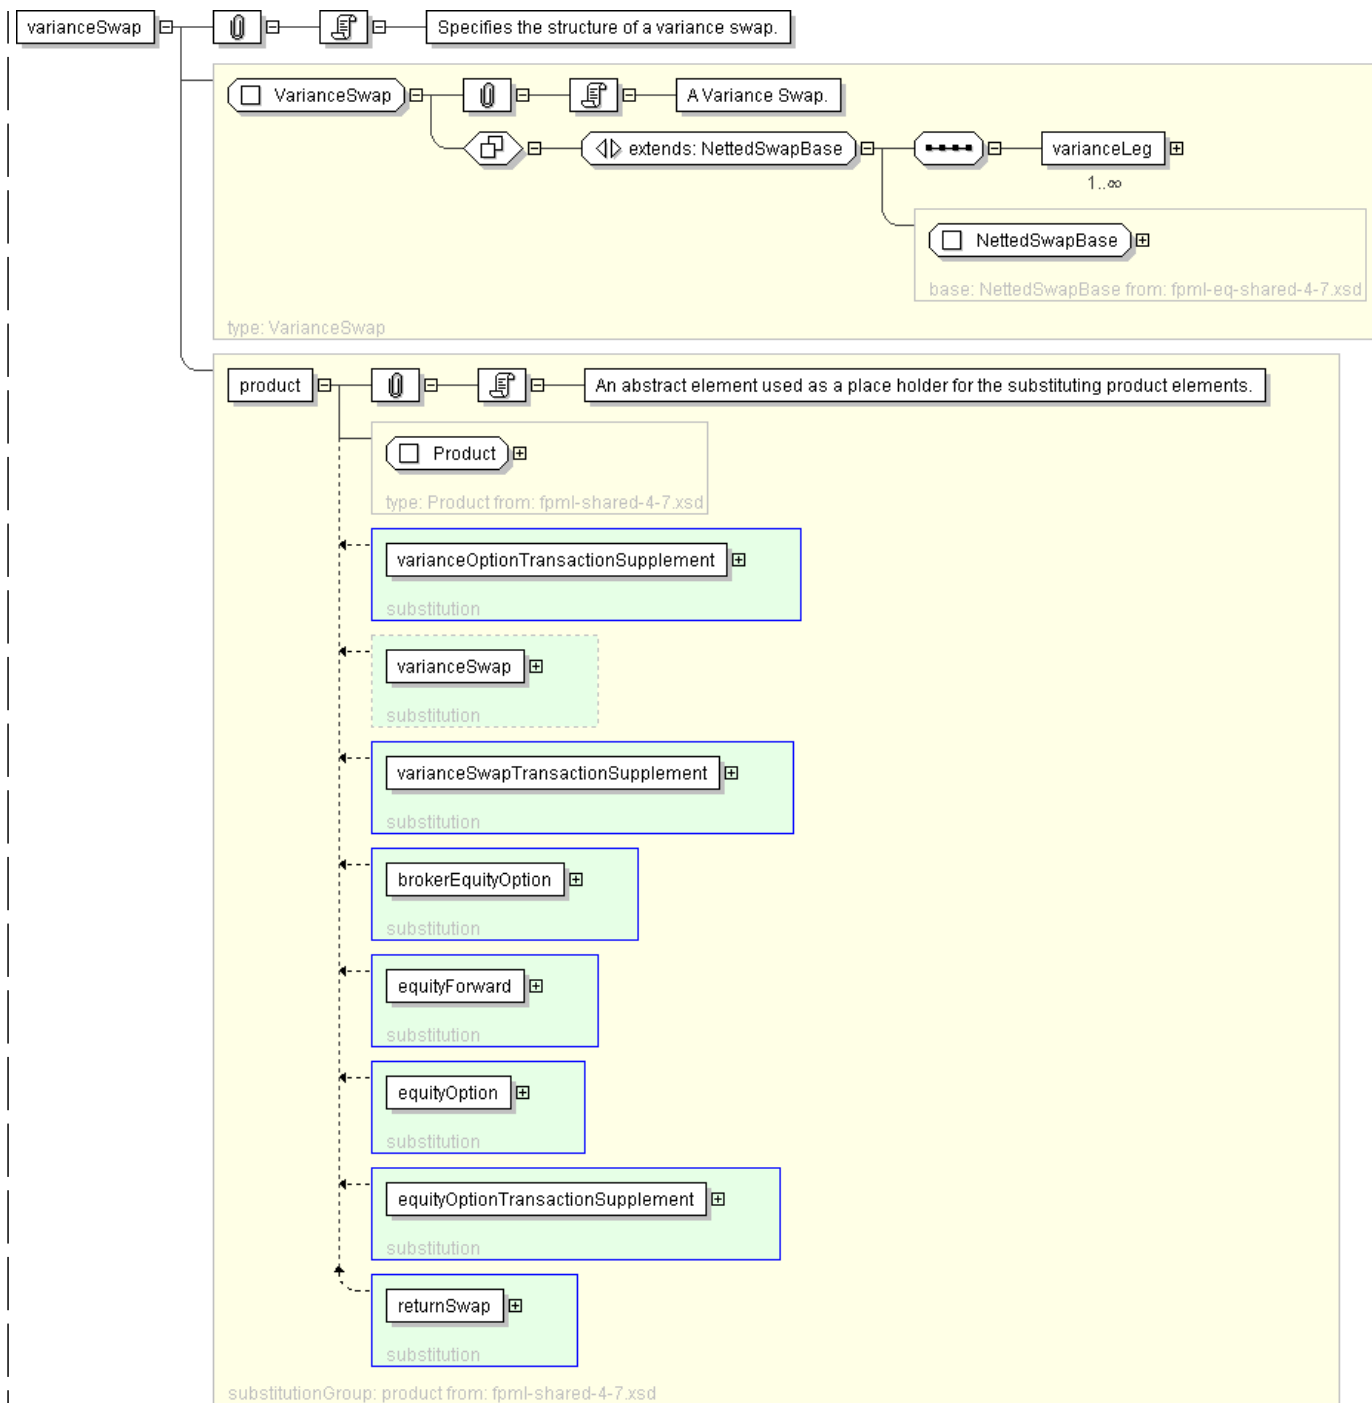 varianceSwap
Specifies the structure of a variance swap.
VarianceSwap
A Variance Swap.
extends: NettedSwapBase
varianceLeg
1..∞
NettedSwapBase
base: NettedSwapBase from: fpml-eq-shared-4-7.xsd
type: VarianceSwap
product
An abstract element used as a place holder for the substituting product elements.
Product
type: Product from: fpml-shared-4-7.xsd
varianceOptionTransactionSupplement
substitution
varianceSwap
substitution
varianceSwapTransactionSupplement
substitution
brokerEquityOption
substitution
equityForward
substitution
equityOption
substitution
equityOptionTransactionSupplement
substitution
returnSwap
substitution
substitutionGroup: product from: fpml-shared-4-7.xsd